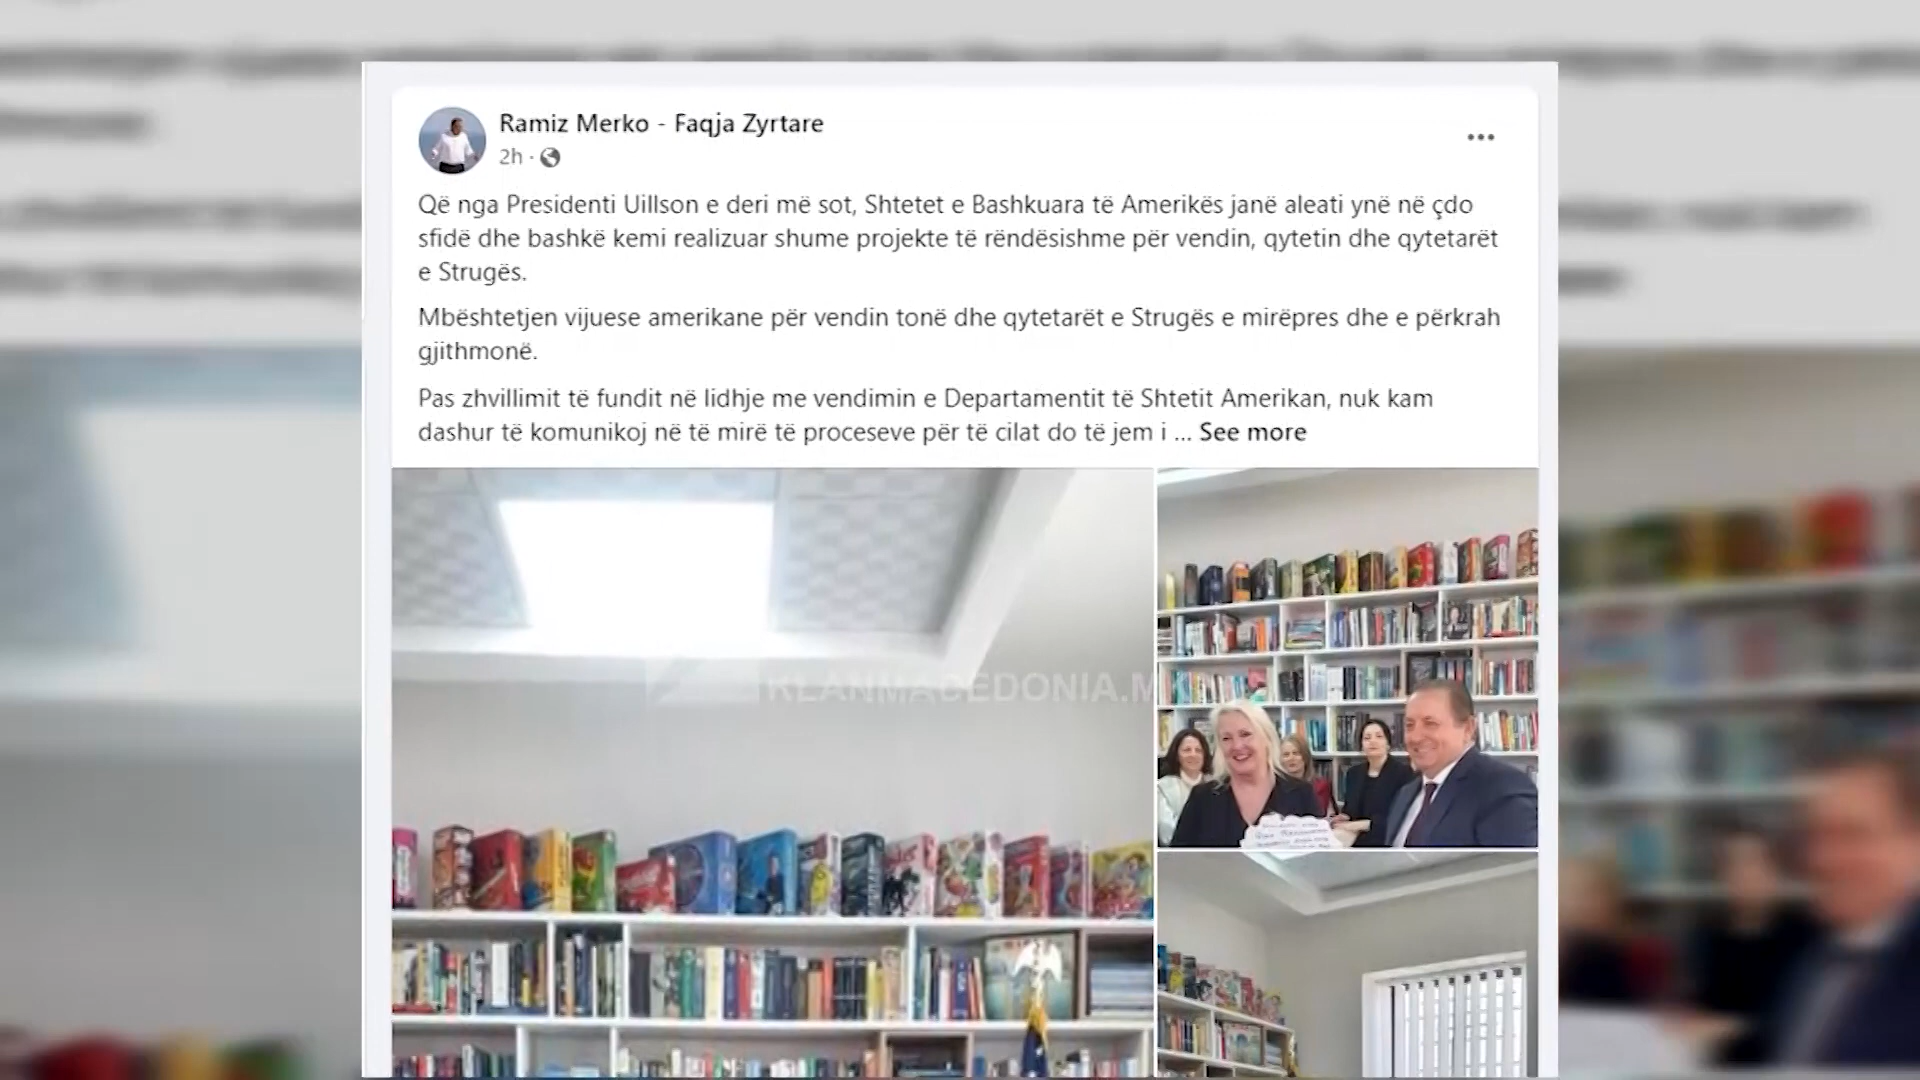 Ramiz Merko - Faqja Zyrtare
2h ·
Që nga Presidenti Uillson e deri më sot, Shtetet e Bashkuara të Amerikës janë aleati ynë në çdo
sfidë dhe bashkë kemi realizuar shume projekte të rëndësishme për vendin, qytetin dhe qytetarët
e Strugës.
Mbështetjen vijuese amerikane për vendin tonë dhe qytetarët e Strugës e mirëpres dhe e përkrah
gjithmonë.
Pas zhvillimit të fundit në lidhje me vendimin e Departamentit të Shtetit Amerikan, nuk kam
dashur të komunikoj në të mirë të proceseve për të cilat do të jem i ... See more
KLANMACEDONIA.MK